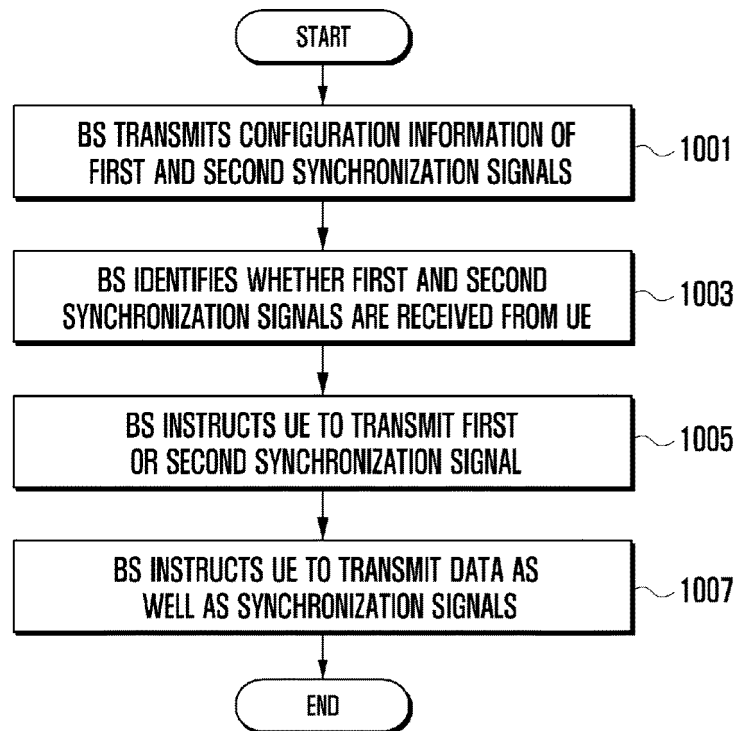 START
BS TRANSMITS CONFIGURATION INFORMATION OF
FIRST AND SECOND SYNCHRONIZATION SIGNALS
1001
BS IDENTIFIES WHETHER FIRST AND SECOND
SYNCHRONIZATION SIGNALS ARE RECEIVED FROM UE
1003
BS INSTRUCTS UE TO TRANSMIT FIRST
OR SECOND SYNCHRONIZATION SIGNAL
1005
BS INSTRUCTS UE TO TRANSMIT DATA AS
WELL AS SYNCHRONIZATION SIGNALS
1007
END